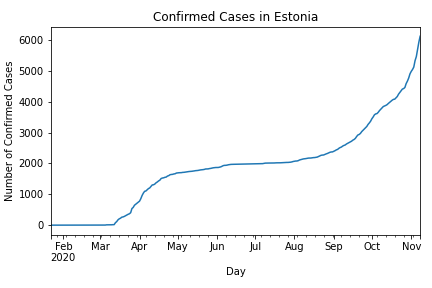 Confirmed Cases in Estonia
Number of Confirmed Cases
6000
5000
4000
3000
2000
1000
0
Feb Mar Apr May Jun Jul Aug Sep Oct Nov
2020
Day